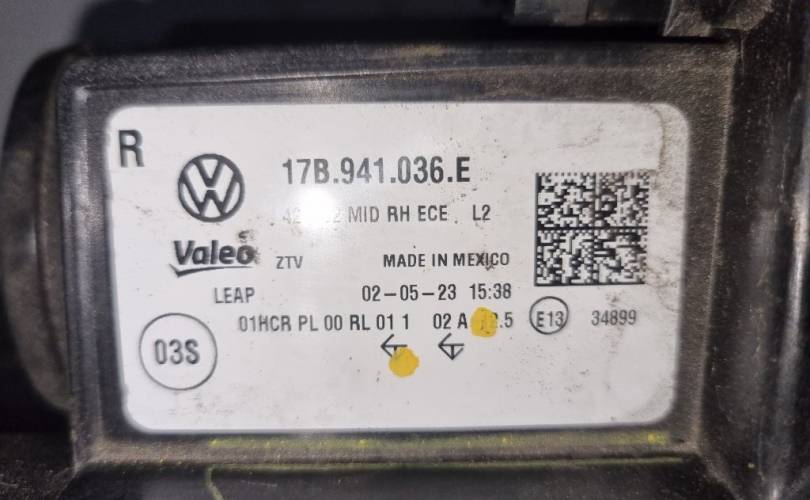 R
17B.941.036.E
MID RH ECE . L2
Valeo ZTV MADE IN MEXICO
LEAP 02-05-23 15:38
01HCR PL 00 RL 01 1 02 A .5 E13 34899
03S